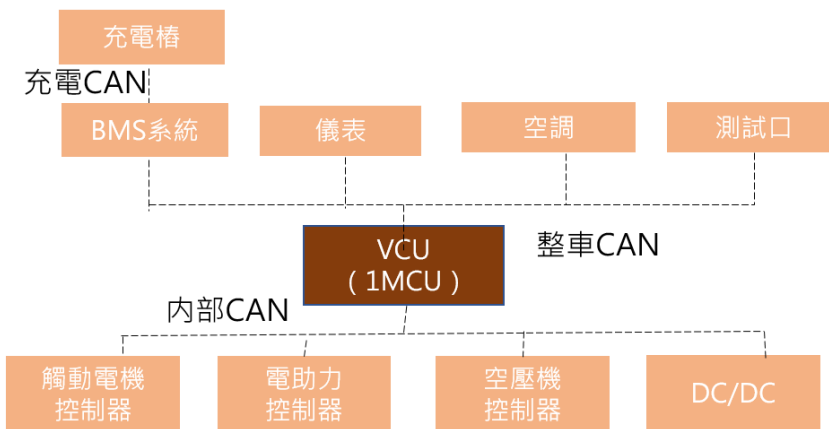 充電樁
充電CAN
BMS系統
儀表
空調
測試口
VCU
（1MCU）
整車CAN
内部CAN
觸動電機
控制器
電助力
控制器
空壓機
控制器
DC/DC